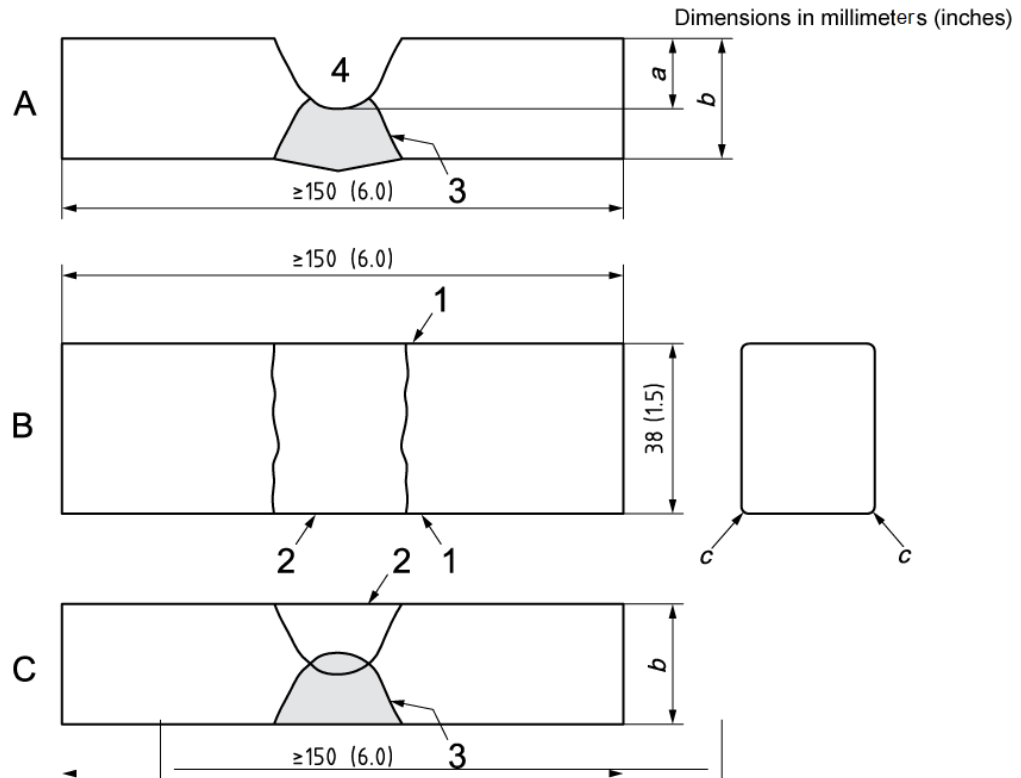 Dimensions in millimeters (inches)
4
a
b
A
3
≥150 (6.0)
≥150 (6.0)
1
38 (1.5)
B
2
1
c
c
2
b
C
3
≥150 (6.0)